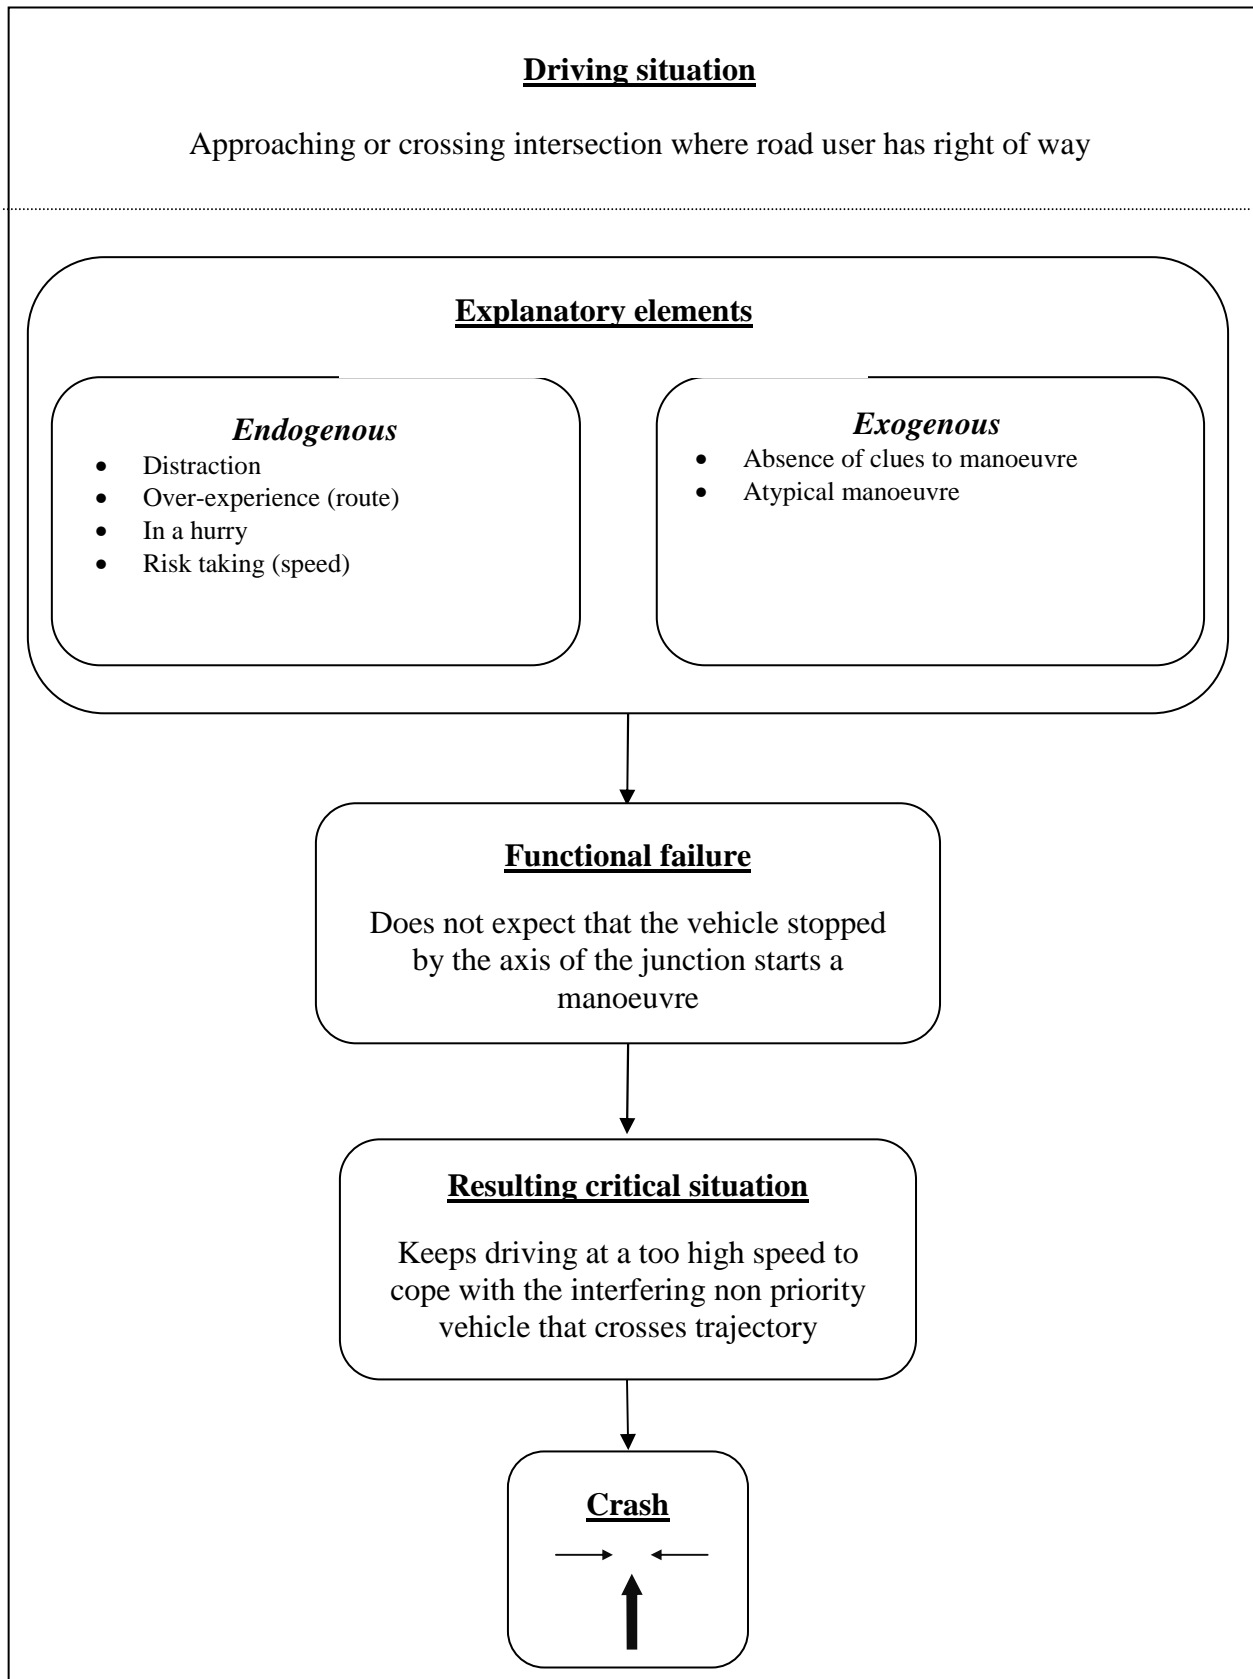 Driving situation
Approaching or crossing intersection where road user has right of way
Explanatory elements
Endogenous
• Distraction
• Over-experience (route)
• In a hurry
• Risk taking (speed)
Exogenous
• Absence of clues to manoeuvre
• Atypical manoeuvre
Functional failure
Does not expect that the vehicle stopped
by the axis of the junction starts a
manoeuvre
Resulting critical situation
Keeps driving at a too high speed to
cope with the interfering non priority
vehicle that crosses trajectory
Crash